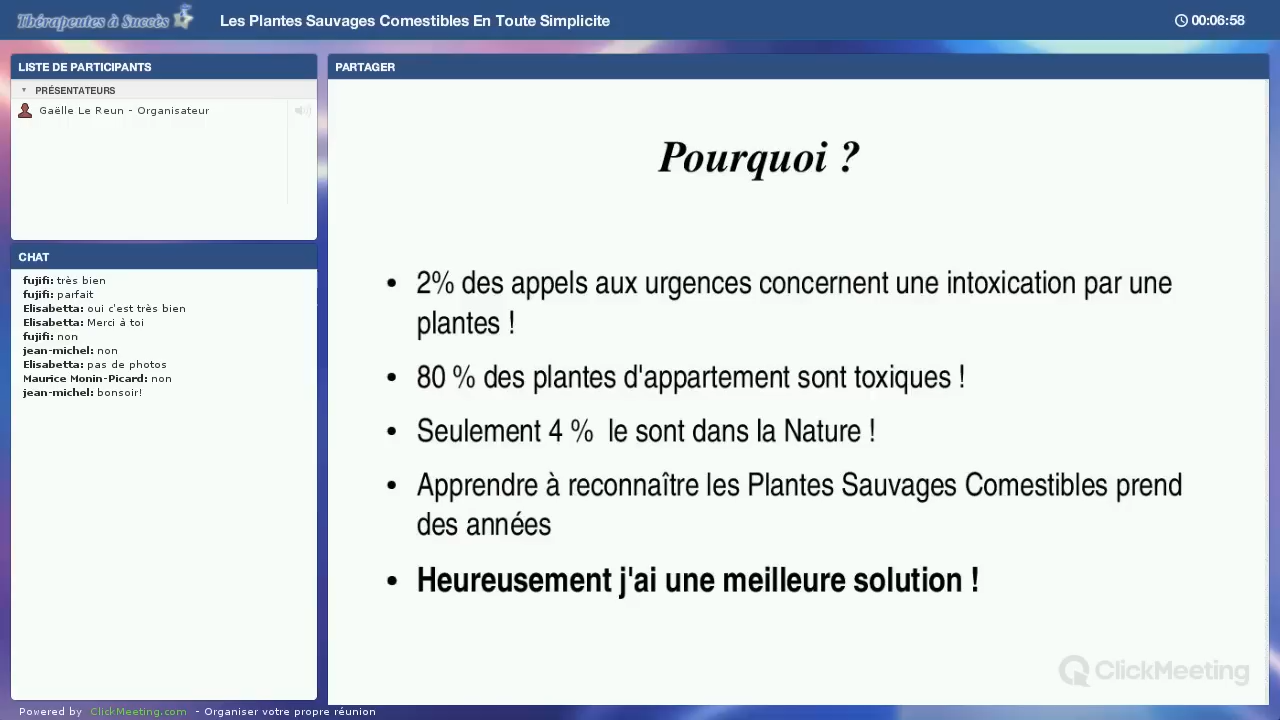 Thérapeutes à Succès
Les Plantes Sauvages Comestibles En Toute Simplicite
00:06:58
LISTE DE PARTICIPANTS
PRÉSENTATEURS
Gaëlle Le Reun - Organisateur
CHAT
fujifi: très bien
fujifi: parfait
Elisabetta: oui c'est très bien
Elisabetta: Merci à toi
fujifi: non
jean-michel: non
Elisabetta: pas de photos
Maurice Monin-Picard: non
jean-michel: bonsoir!
PARTAGER
Pourquoi ?
• 2% des appels aux urgences concernent une intoxication par une
plantes !
• 80 % des plantes d'appartement sont toxiques !
• Seulement 4 % le sont dans la Nature !
• Apprendre à reconnaître les Plantes Sauvages Comestibles prend
des années
• Heureusement j'ai une meilleure solution !
ClickMeeting
Powered by ClickMeeting.com - Organiser votre propre réunion